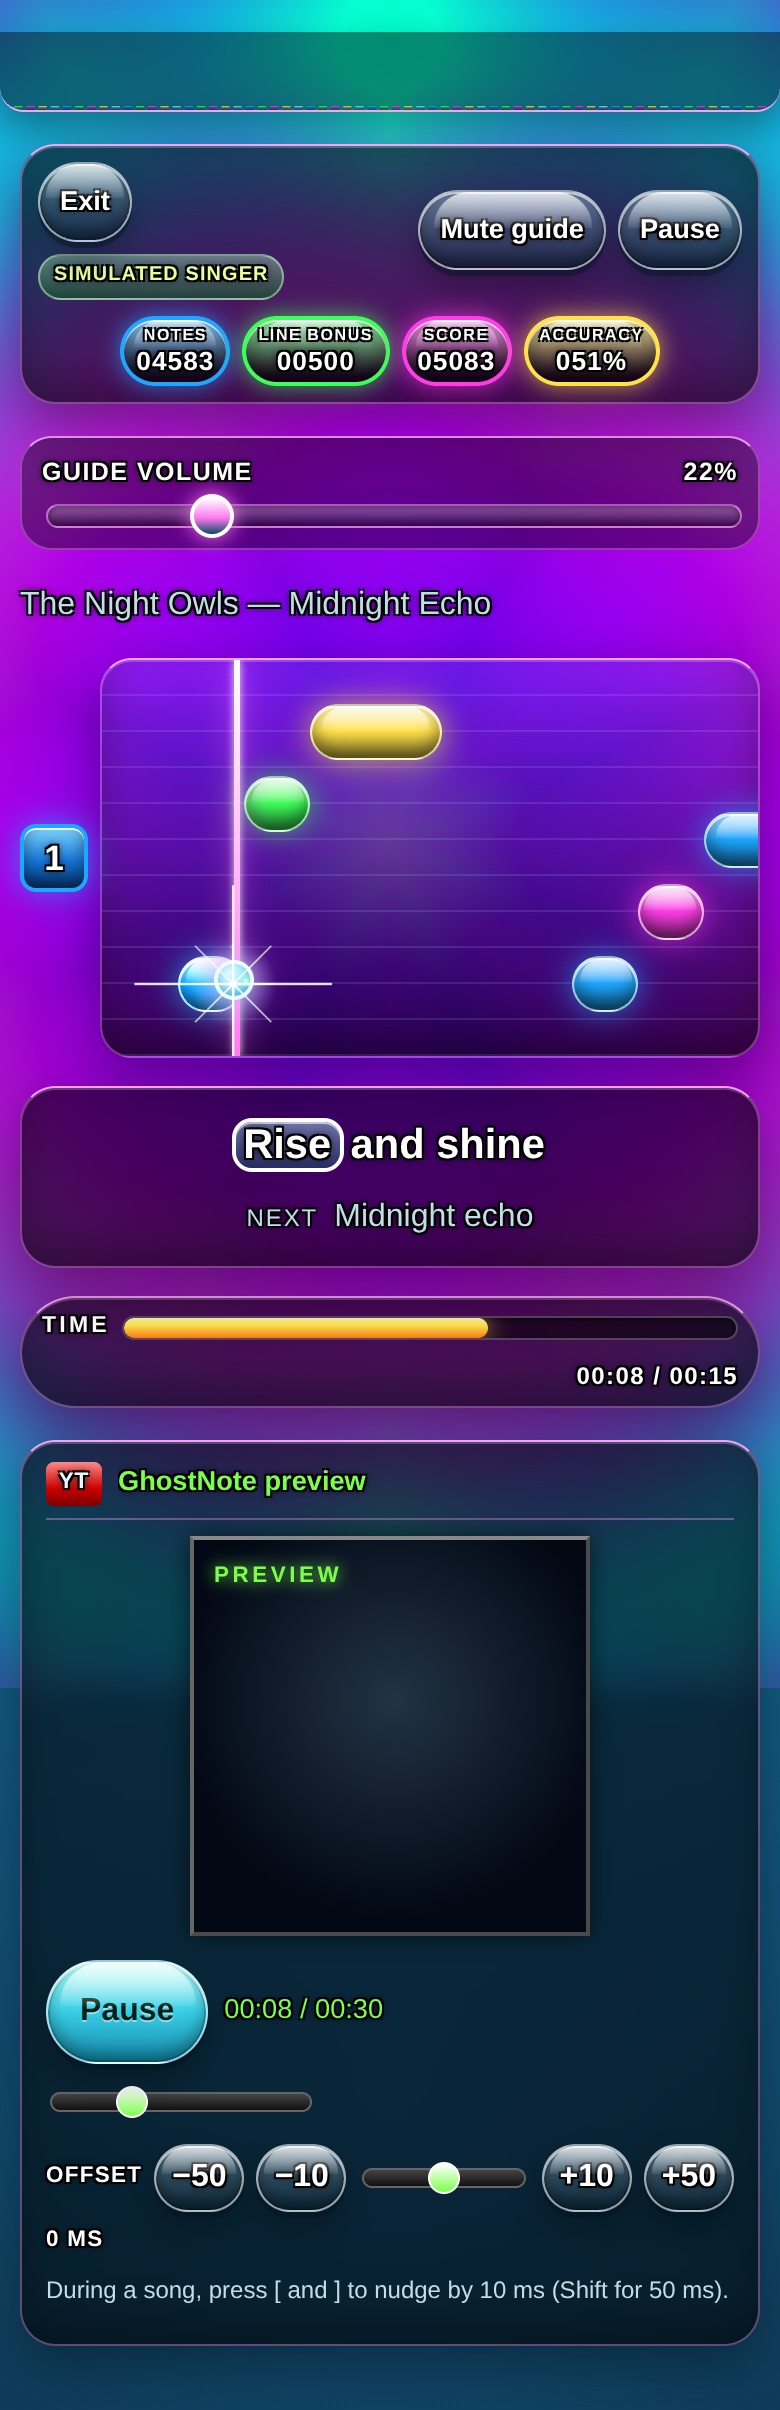 Exit
Mute guide
Pause
SIMULATED SINGER
NOTES
04583
LINE BONUS
00500
SCORE
05083
ACCURACY
051%
GUIDE VOLUME
22%
The Night Owls — Midnight Echo
1
Rise and shine
NEXT Midnight echo
TIME
00:08 / 00:15
YT GhostNote preview
PREVIEW
Pause
00:08 / 00:30
OFFSET −50 −10 +10 +50
0 MS
During a song, press [ and ] to nudge by 10 ms (Shift for 50 ms).